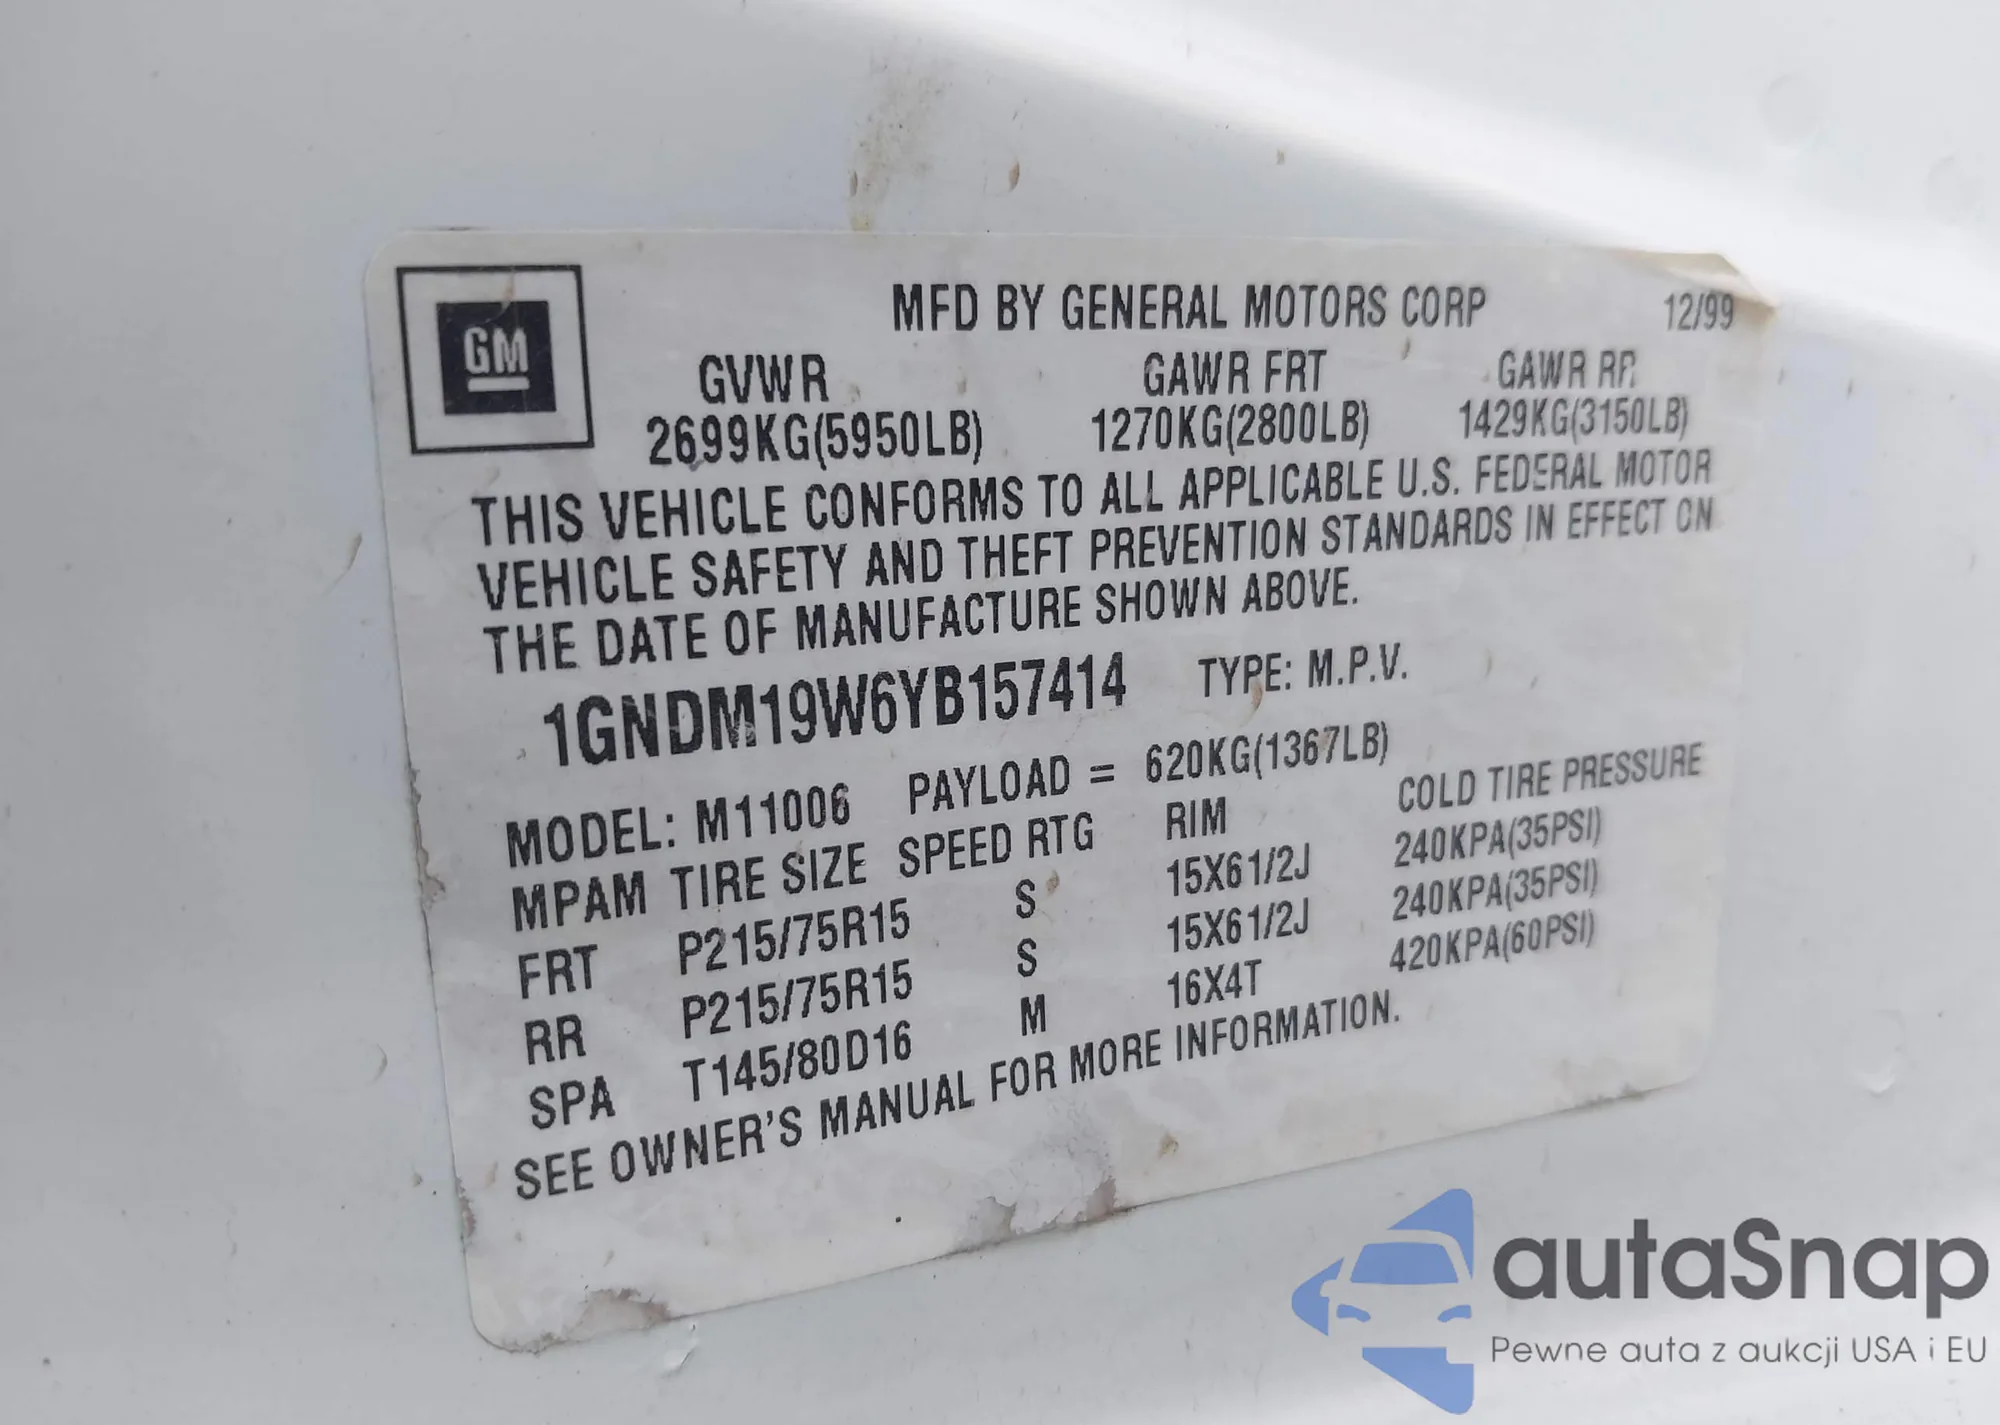 GM
MFD BY GENERAL MOTORS CORP 12/99
GVWR GAWR FRT GAWR RR
2699KG(5950LB) 1270KG(2800LB) 1429KG(3150LB)
THIS VEHICLE CONFORMS TO ALL APPLICABLE U.S. FEDERAL MOTOR
VEHICLE SAFETY AND THEFT PREVENTION STANDARDS IN EFFECT ON
THE DATE OF MANUFACTURE SHOWN ABOVE.
1GNDM19W6YB157414 TYPE: M.P.V.
MODEL: M11006 PAYLOAD = 620KG(1367LB)
MPAM TIRE SIZE SPEED RTG RIM COLD TIRE PRESSURE
FRT P215/75R15 S 15X61/2J 240KPA(35PSI)
RR P215/75R15 S 15X61/2J 240KPA(35PSI)
SPA T145/80D16 M 16X4T 420KPA(60PSI)
SEE OWNER'S MANUAL FOR MORE INFORMATION.
autaSnap
Pewne auta z aukcji USA i EU